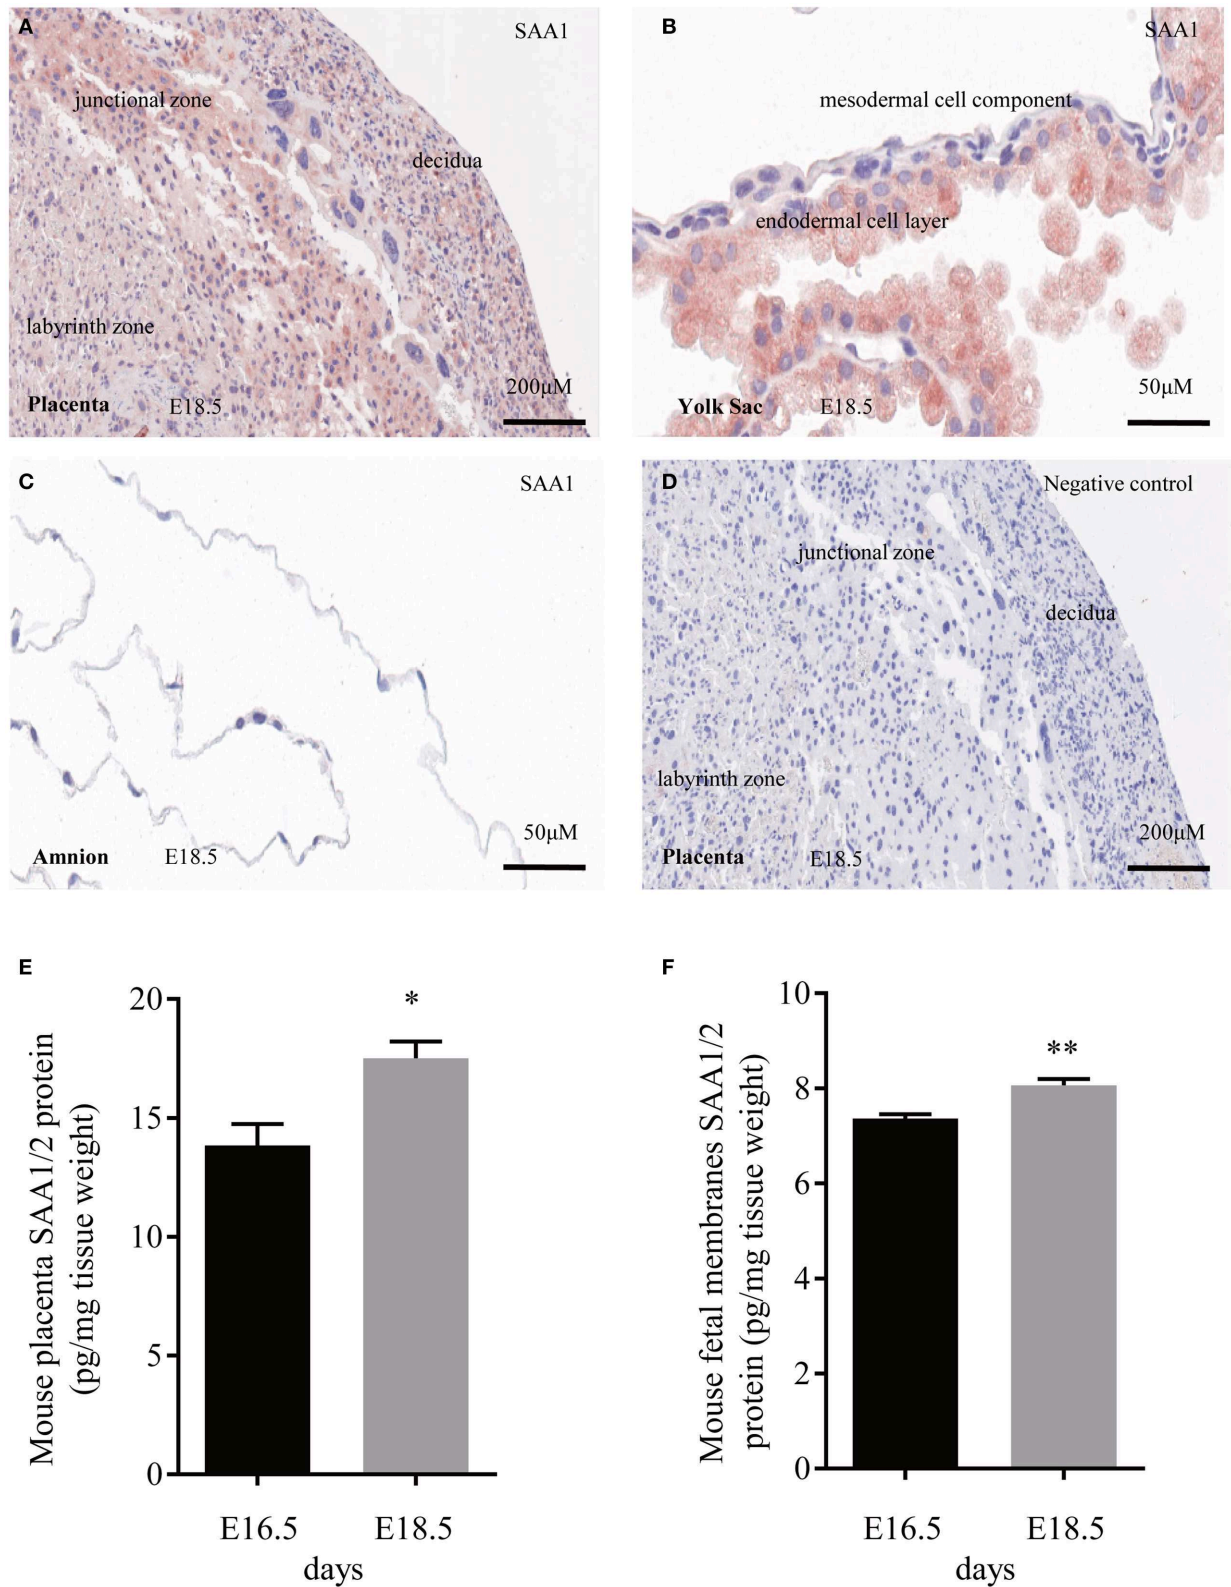 A
SAA1
junctional zone
decidua
labyrinth zone
200μM
Placenta E18.5
B
SAA1
mesodermal cell component
endodermal cell layer
50μM
Yolk Sac E18.5
C
SAA1
50μM
Amnion E18.5
D
Negative control
junctional zone
decidua
labyrinth zone
200μM
Placenta E18.5
E
Mouse placenta SAA1/2 protein
(pg/mg tissue weight)
20
15
10
5
0
*
E16.5 E18.5
days
F
Mouse fetal membranes SAA1/2
protein (pg/mg tissue weight)
10
8
6
4
2
0
**
E16.5 E18.5
days